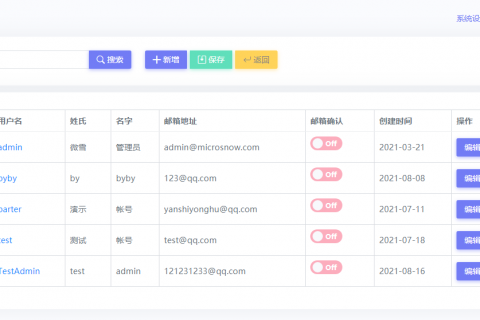 系统设
搜索 新增 保存 返回
用户名 姓氏 名字 邮箱地址 邮箱确认 创建时间 操作
admin 微雪 管理员 admin@microsnow.com Off 2021-03-21 编辑
byby by byby 123@qq.com Off 2021-08-08 编辑
parter 演示 帐号 yanshiyonghu@qq.com Off 2021-07-11 编辑
test 测试 帐号 test@qq.com Off 2021-07-18 编辑
TestAdmin test admin 121231233@qq.com Off 2021-08-16 编辑